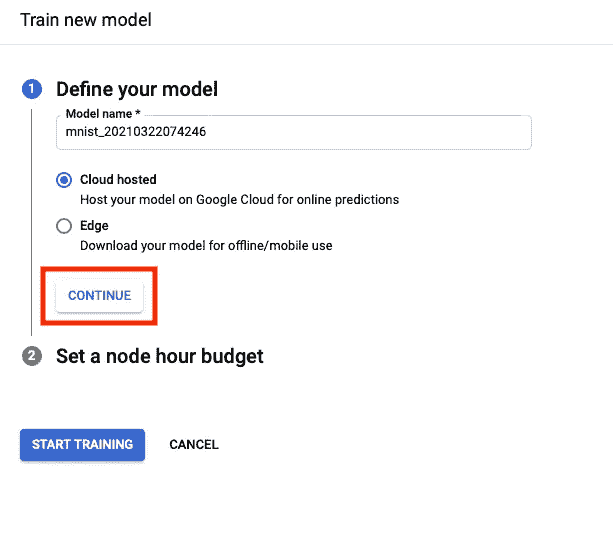 Train new model
1 Define your model
Model name *
mnist_20210322074246
Cloud hosted
Host your model on Google Cloud for online predictions
Edge
Download your model for offline/mobile use
CONTINUE
2 Set a node hour budget
START TRAINING CANCEL